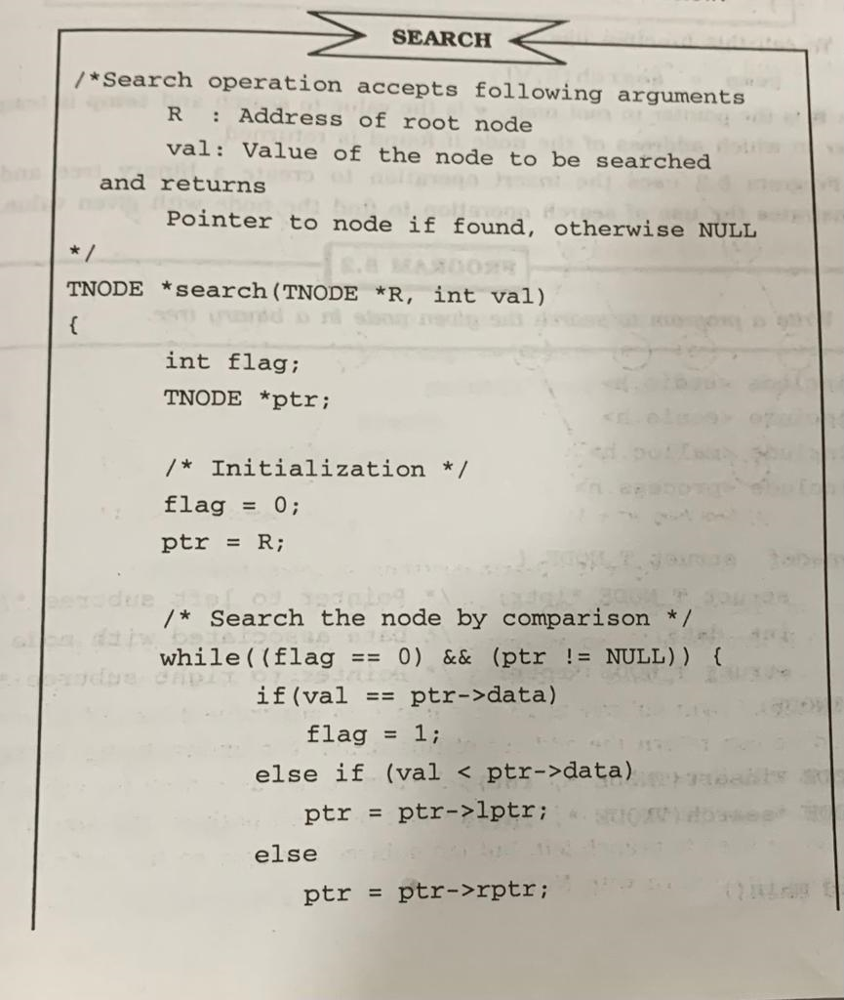 SEARCH
/*Search operation accepts following arguments
R : Address of root node
val: Value of the node to be searched
and returns
Pointer to node if found, otherwise NULL
*/
TNODE *search(TNODE *R, int val)
{
int flag;
TNODE *ptr;
/* Initialization */
flag = 0;
ptr = R;
/* Search the node by comparison */
while((flag == 0) && (ptr != NULL)) {
if(val == ptr->data)
flag = 1;
else if (val < ptr->data)
ptr = ptr->lptr;
else
ptr = ptr->rptr;